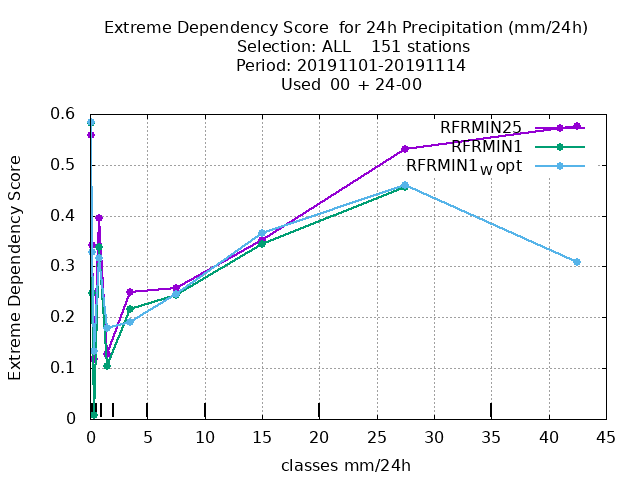 Extreme Dependency Score  for 24h Precipitation (mm/24h)
Selection: ALL    151 stations
Period: 20191101-20191114
Used  00 + 24-00
Extreme Dependency Score
0.6
0.5
0.4
0.3
0.2
0.1
0
RFRMIN25
RFRMIN1
RFRMIN1w opt
0 5 10 15 20 25 30 35 40 45
classes mm/24h